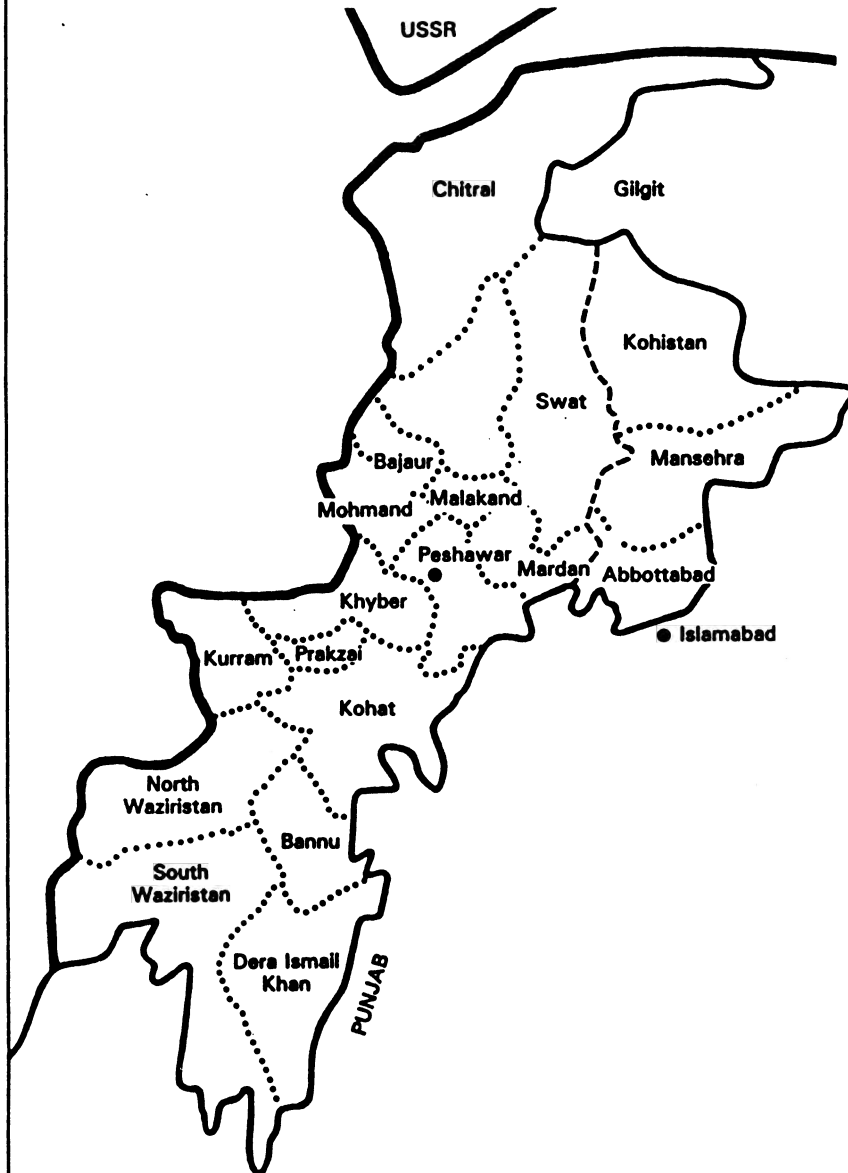 USSR
Chitral
Gilgit
Kohistan
Swat
Bajaur
Mansehra
Malakand
Mohmand
Peshawar
Mardan
Abbottabad
Khyber
Islamabad
Kurram
Prakzai
Kohat
North
Waziristan
Bannu
South
Waziristan
Dera Ismail
Khan
PUNJAB